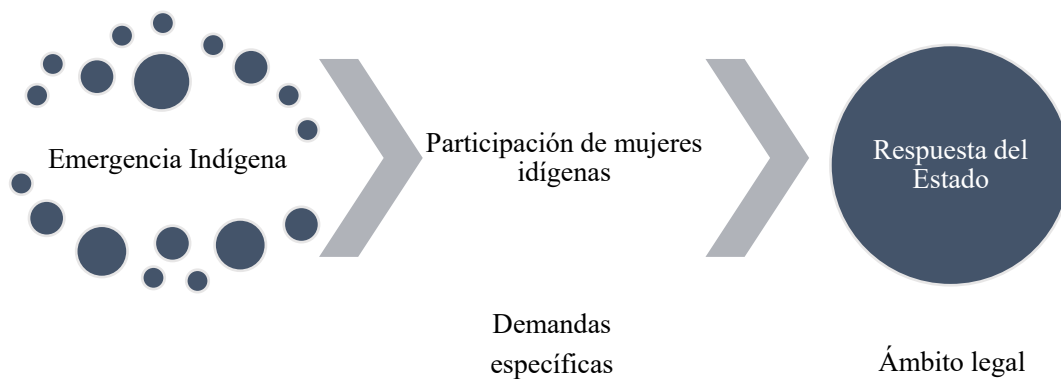 Emergencia Indígena
Participación de mujeres
idígenas
Respuesta del
Estado
Demandas
específicas
Ámbito legal